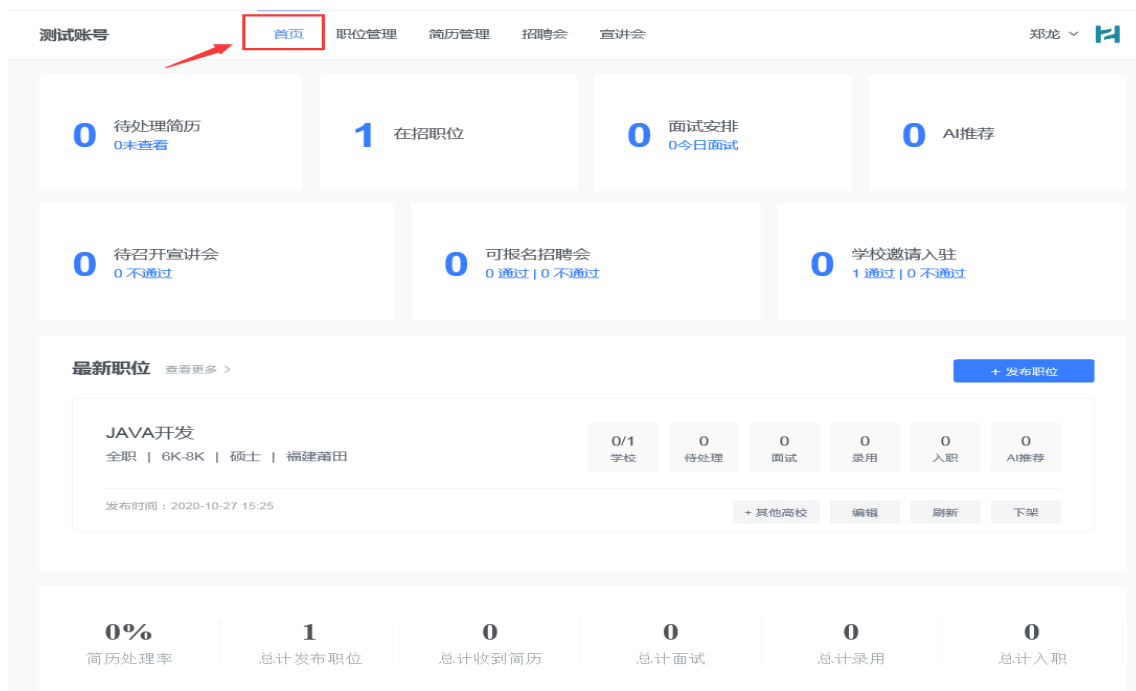 测试账号 首页 职位管理 简历管理 招聘会 宣讲会 郑龙
0 待处理简历 0未查看
1 在招职位
0 面试安排 0今日面试
0 AI推荐
0 待召开宣讲会 0 不通过
0 可报名招聘会 0 通过 | 0 不通过
0 学校邀请入驻 1 通过 | 0 不通过
最新职位 查看更多 > + 发布职位
JAVA开发
全职 | 6K-8K | 硕士 | 福建莆田
0/1 学校
0 待处理
0 面试
0 录用
0 入职
0 AI推荐
发布时间：2020-10-27 15:25
+ 其他高校 编辑 刷新 下架
0% 简历处理率
1 总计发布职位
0 总计收到简历
0 总计面试
0 总计录用
0 总计入职